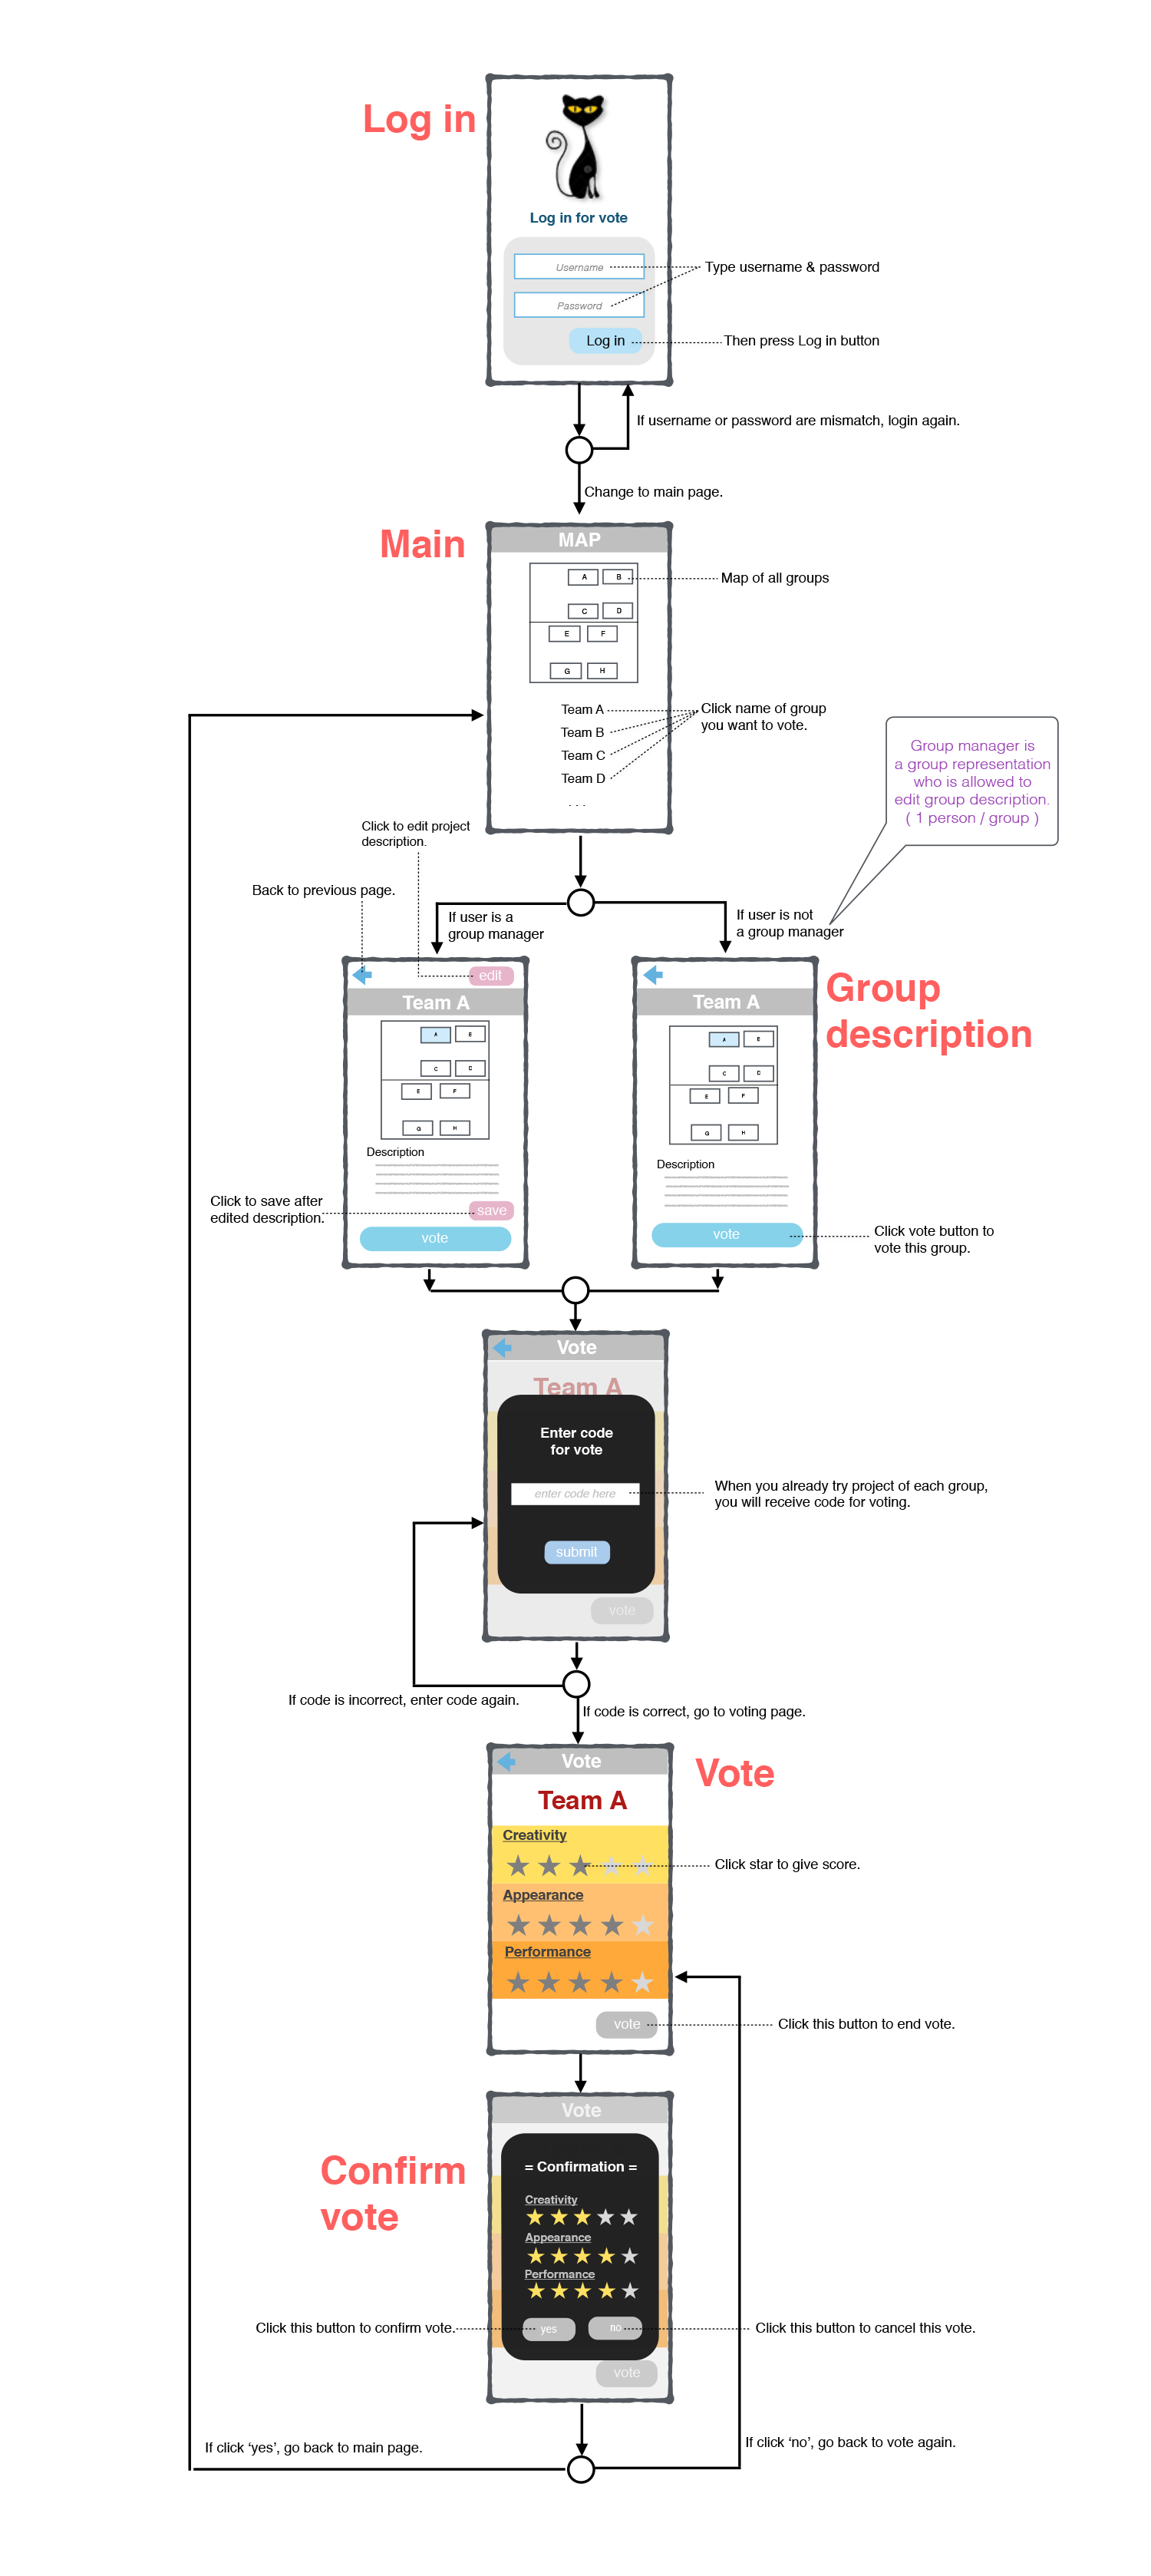 Log in
Log in for vote
Username
Type username & password
Password
Log in
Then press Log in button
If username or password are mismatch, login again.
Change to main page.
Main
MAP
A
B
Map of all groups
C
D
E
F
G
H
Team A
Click name of group
you want to vote.
Team B
Team C
Team D
. . .
Group manager is
a group representation
who is allowed to
edit group description.
( 1 person / group )
Click to edit project
description.
Back to previous page.
If user is a
group manager
If user is not
a group manager
edit
Team A
A
B
C
D
E
F
G
H
Description
Click to save after
edited description.
save
vote
Group
description
Team A
A
B
C
D
E
F
G
H
Description
vote
Click vote button to
vote this group.
Vote
Team A
Enter code
for vote
enter code here
When you already try project of each group,
you will receive code for voting.
submit
vote
If code is incorrect, enter code again.
If code is correct, go to voting page.
Vote
Vote
Team A
Creativity
Click star to give score.
Appearance
Performance
vote
Click this button to end vote.
Confirm
vote
Vote
= Confirmation =
Creativity
Appearance
Performance
Click this button to confirm vote.
yes
no
Click this button to cancel this vote.
vote
If click ‘yes’, go back to main page.
If click ‘no’, go back to vote again.